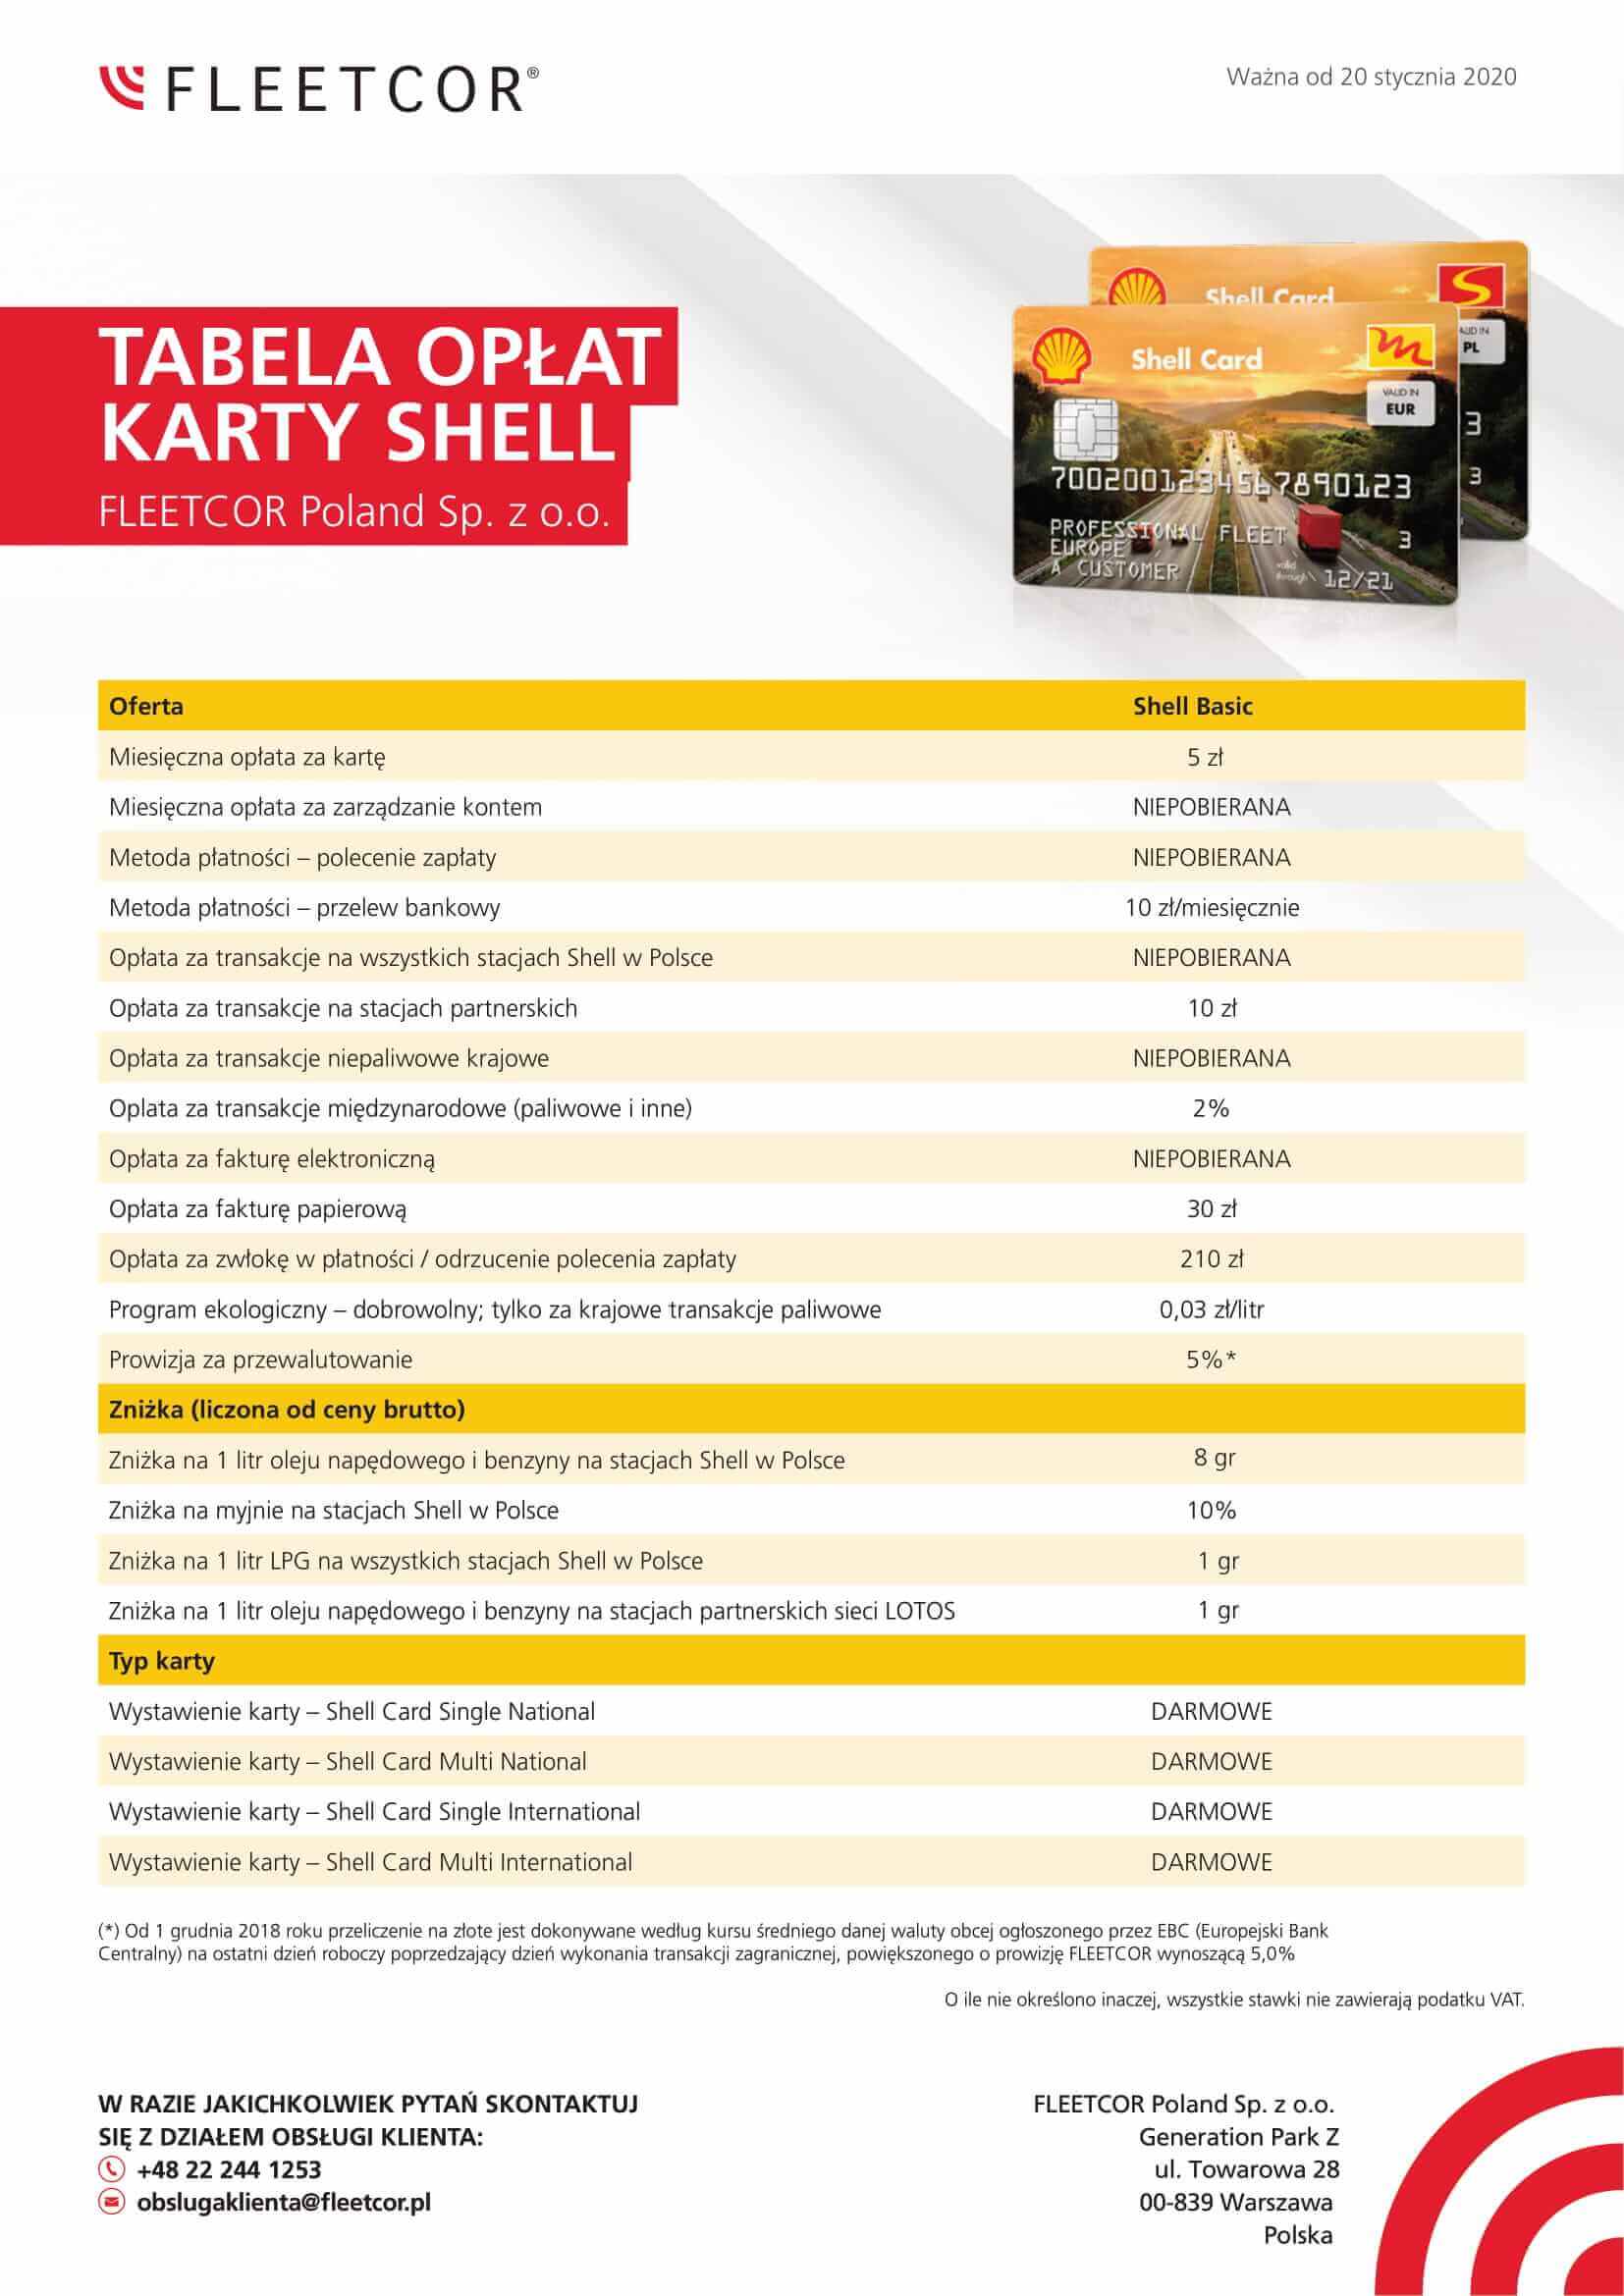 FLEETCOR®
Ważna od 20 stycznia 2020
TABELA OPŁAT
KARTY SHELL
FLEETCOR Poland Sp. z o.o.
Shell Card
VALID IN
PL
3
3
Shell Card
VALID IN
EUR
7002001234567890123
PROFESSIONAL FLEET
EUROPE 3
A CUSTOMER
valid
through 12/21
Oferta Shell Basic
Miesięczna opłata za kartę 5 zł
Miesięczna opłata za zarządzanie kontem NIEPOBIERANA
Metoda płatności – polecenie zapłaty NIEPOBIERANA
Metoda płatności – przelew bankowy 10 zł/miesięcznie
Opłata za transakcje na wszystkich stacjach Shell w Polsce NIEPOBIERANA
Opłata za transakcje na stacjach partnerskich 10 zł
Opłata za transakcje niepaliwowe krajowe NIEPOBIERANA
Oplata za transakcje międzynarodowe (paliwowe i inne) 2%
Opłata za fakturę elektroniczną NIEPOBIERANA
Opłata za fakturę papierową 30 zł
Opłata za zwłokę w płatności / odrzucenie polecenia zapłaty 210 zł
Program ekologiczny – dobrowolny; tylko za krajowe transakcje paliwowe 0,03 zł/litr
Prowizja za przewalutowanie 5%*
Zniżka (liczona od ceny brutto)
Zniżka na 1 litr oleju napędowego i benzyny na stacjach Shell w Polsce 8 gr
Zniżka na myjnie na stacjach Shell w Polsce 10%
Zniżka na 1 litr LPG na wszystkich stacjach Shell w Polsce 1 gr
Zniżka na 1 litr oleju napędowego i benzyny na stacjach partnerskich sieci LOTOS 1 gr
Typ karty
Wystawienie karty – Shell Card Single National DARMOWE
Wystawienie karty – Shell Card Multi National DARMOWE
Wystawienie karty – Shell Card Single International DARMOWE
Wystawienie karty – Shell Card Multi International DARMOWE
(*) Od 1 grudnia 2018 roku przeliczenie na złote jest dokonywane według kursu średniego danej waluty obcej ogłoszonego przez EBC (Europejski Bank
Centralny) na ostatni dzień roboczy poprzedzający dzień wykonania transakcji zagranicznej, powiększonego o prowizję FLEETCOR wynoszącą 5,0%
O ile nie określono inaczej, wszystkie stawki nie zawierają podatku VAT.
W RAZIE JAKICHKOLWIEK PYTAŃ SKONTAKTUJ
SIĘ Z DZIAŁEM OBSŁUGI KLIENTA:
+48 22 244 1253
obslugaklienta@fleetcor.pl
FLEETCOR Poland Sp. z o.o.
Generation Park Z
ul. Towarowa 28
00-839 Warszawa
Polska